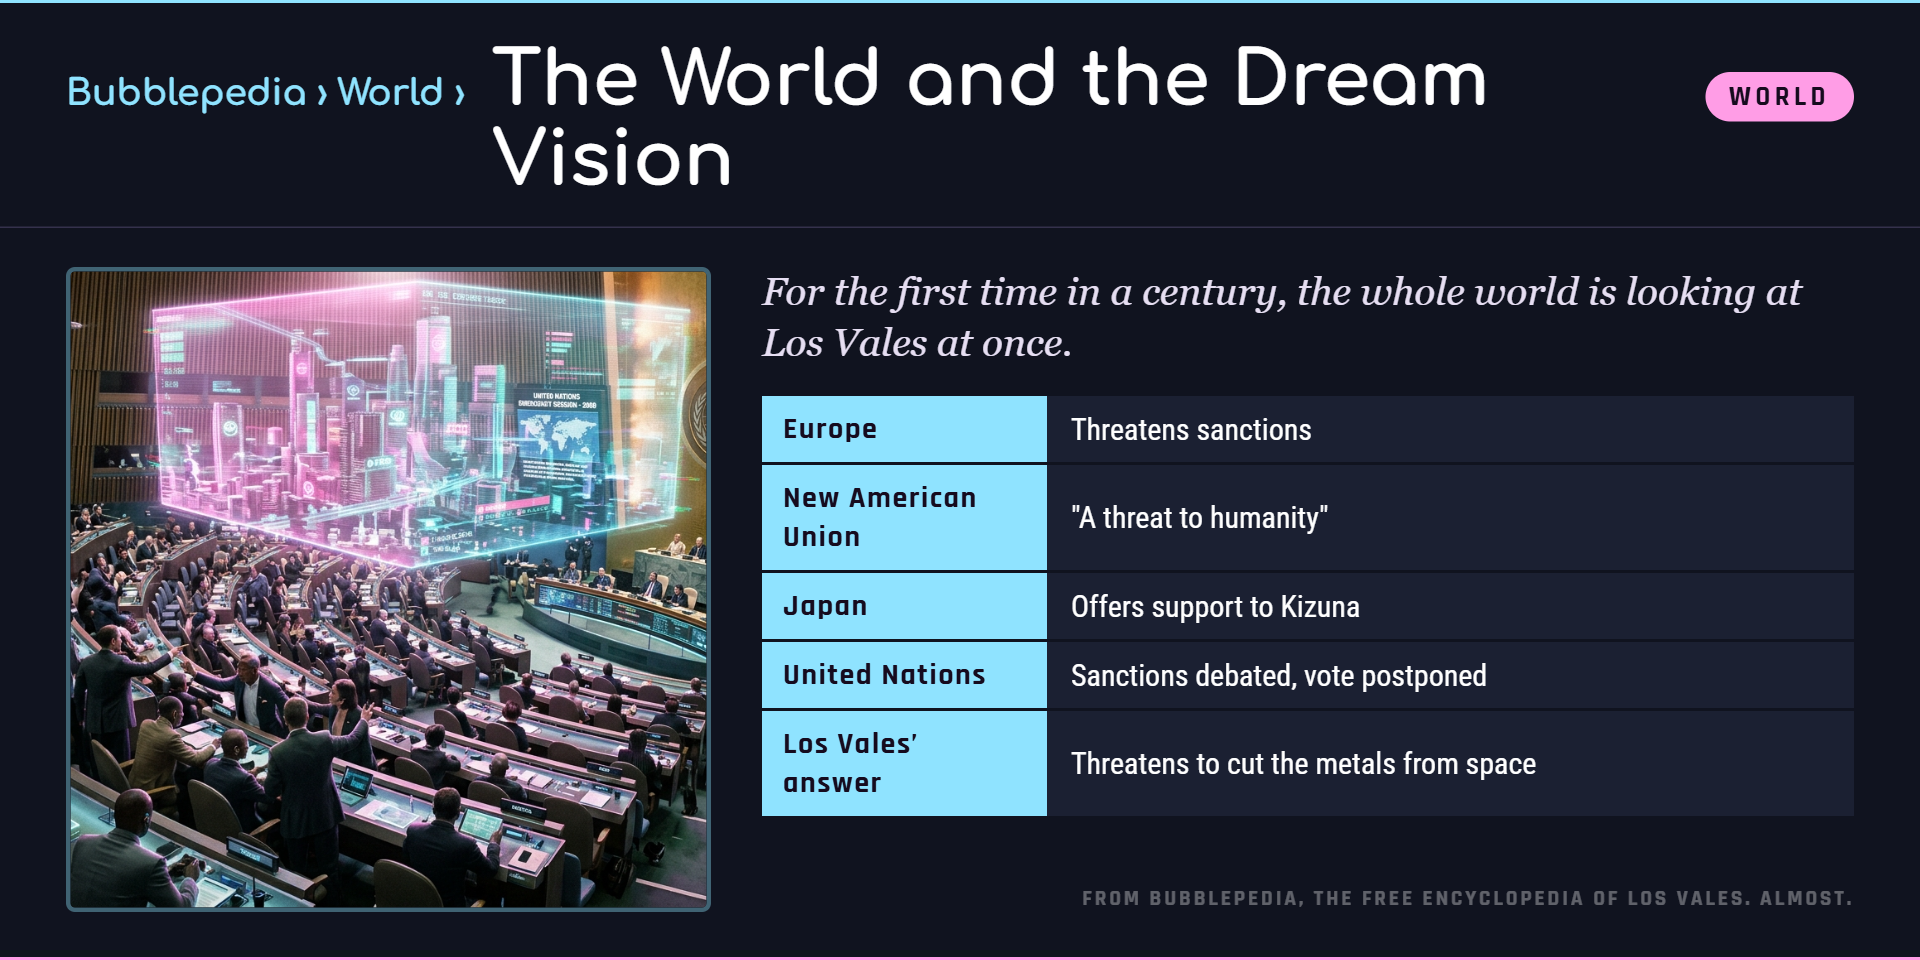 Bubblepedia › World ›
The World and the Dream
Vision
WORLD
UNITED NATIONS
For the first time in a century, the whole world is looking at
Los Vales at once.
Europe
Threatens sanctions
New American
Union
"A threat to humanity"
Japan
Offers support to Kizuna
United Nations
Sanctions debated, vote postponed
Los Vales’
answer
Threatens to cut the metals from space
FROM BUBBLEPEDIA, THE FREE ENCYCLOPEDIA OF LOS VALES. ALMOST.